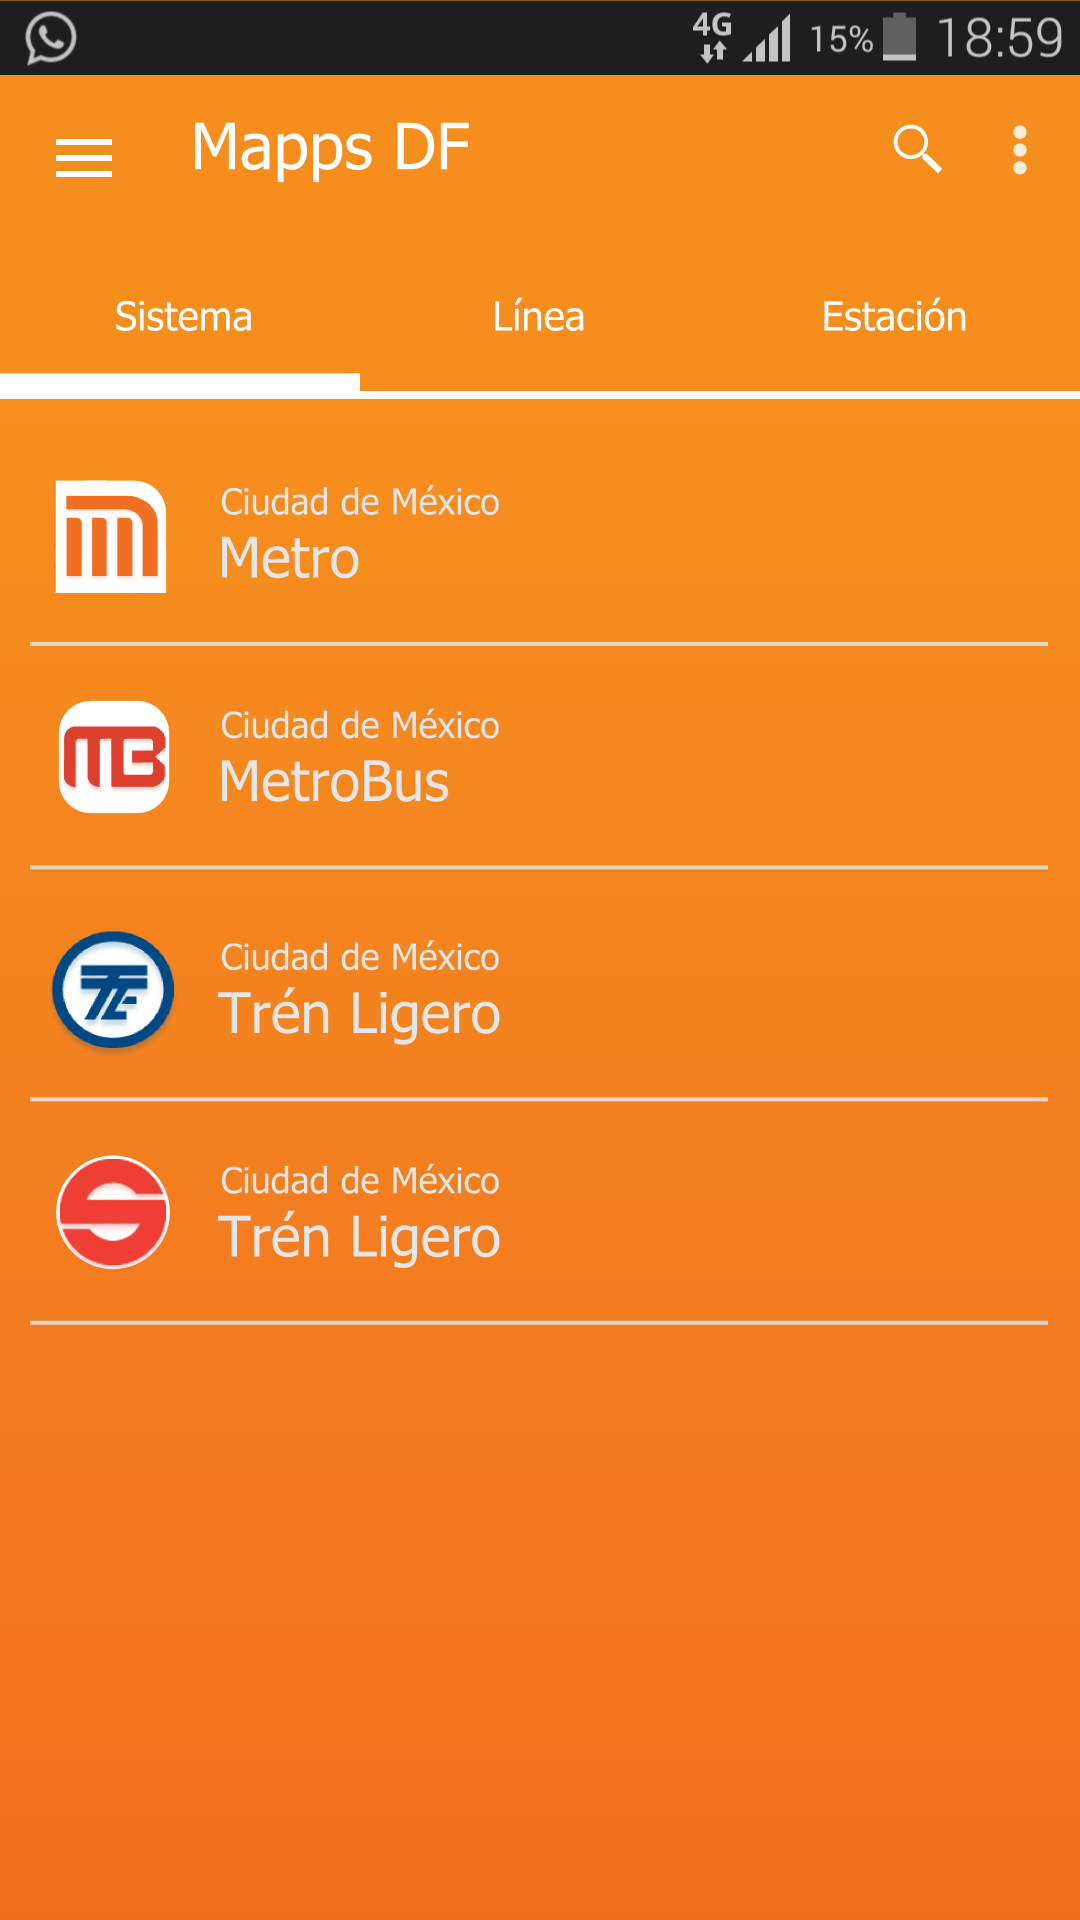 4G 15% 18:59
Mapps DF
Sistema Línea Estación
Ciudad de México
Metro
Ciudad de México
MetroBus
Ciudad de México
Trén Ligero
Ciudad de México
Trén Ligero